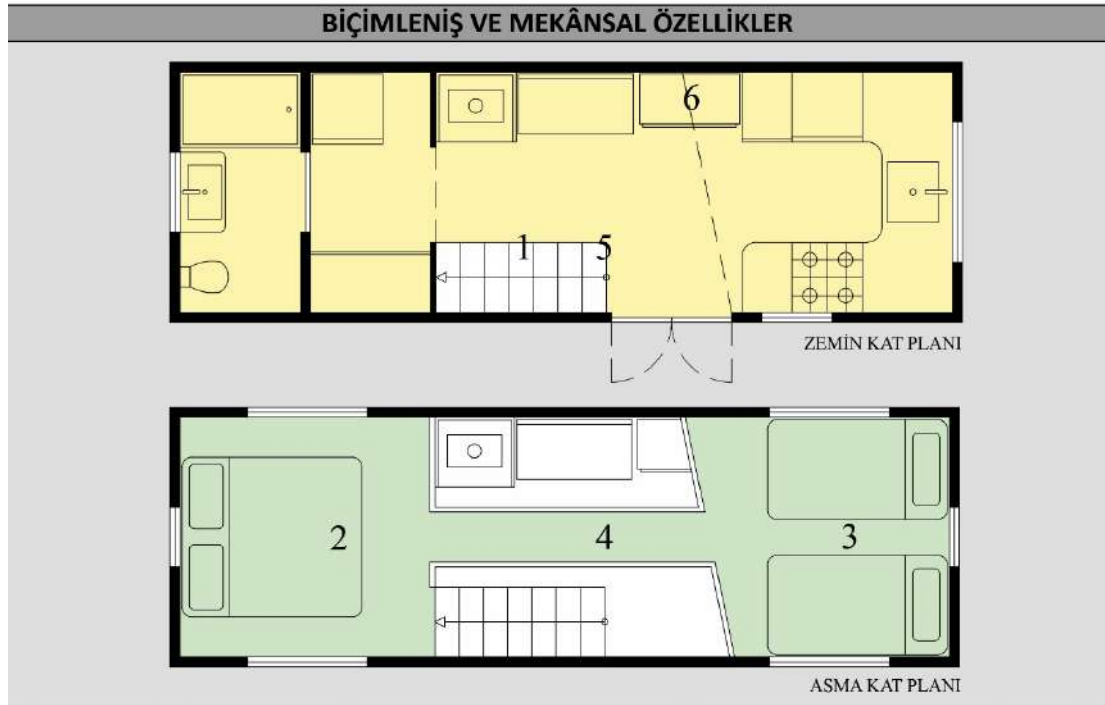 BİÇİMLENİŞ VE MEKÂNSAL ÖZELLİKLER
6
1 5
ZEMİN KAT PLANI
2 4 3
ASMA KAT PLANI